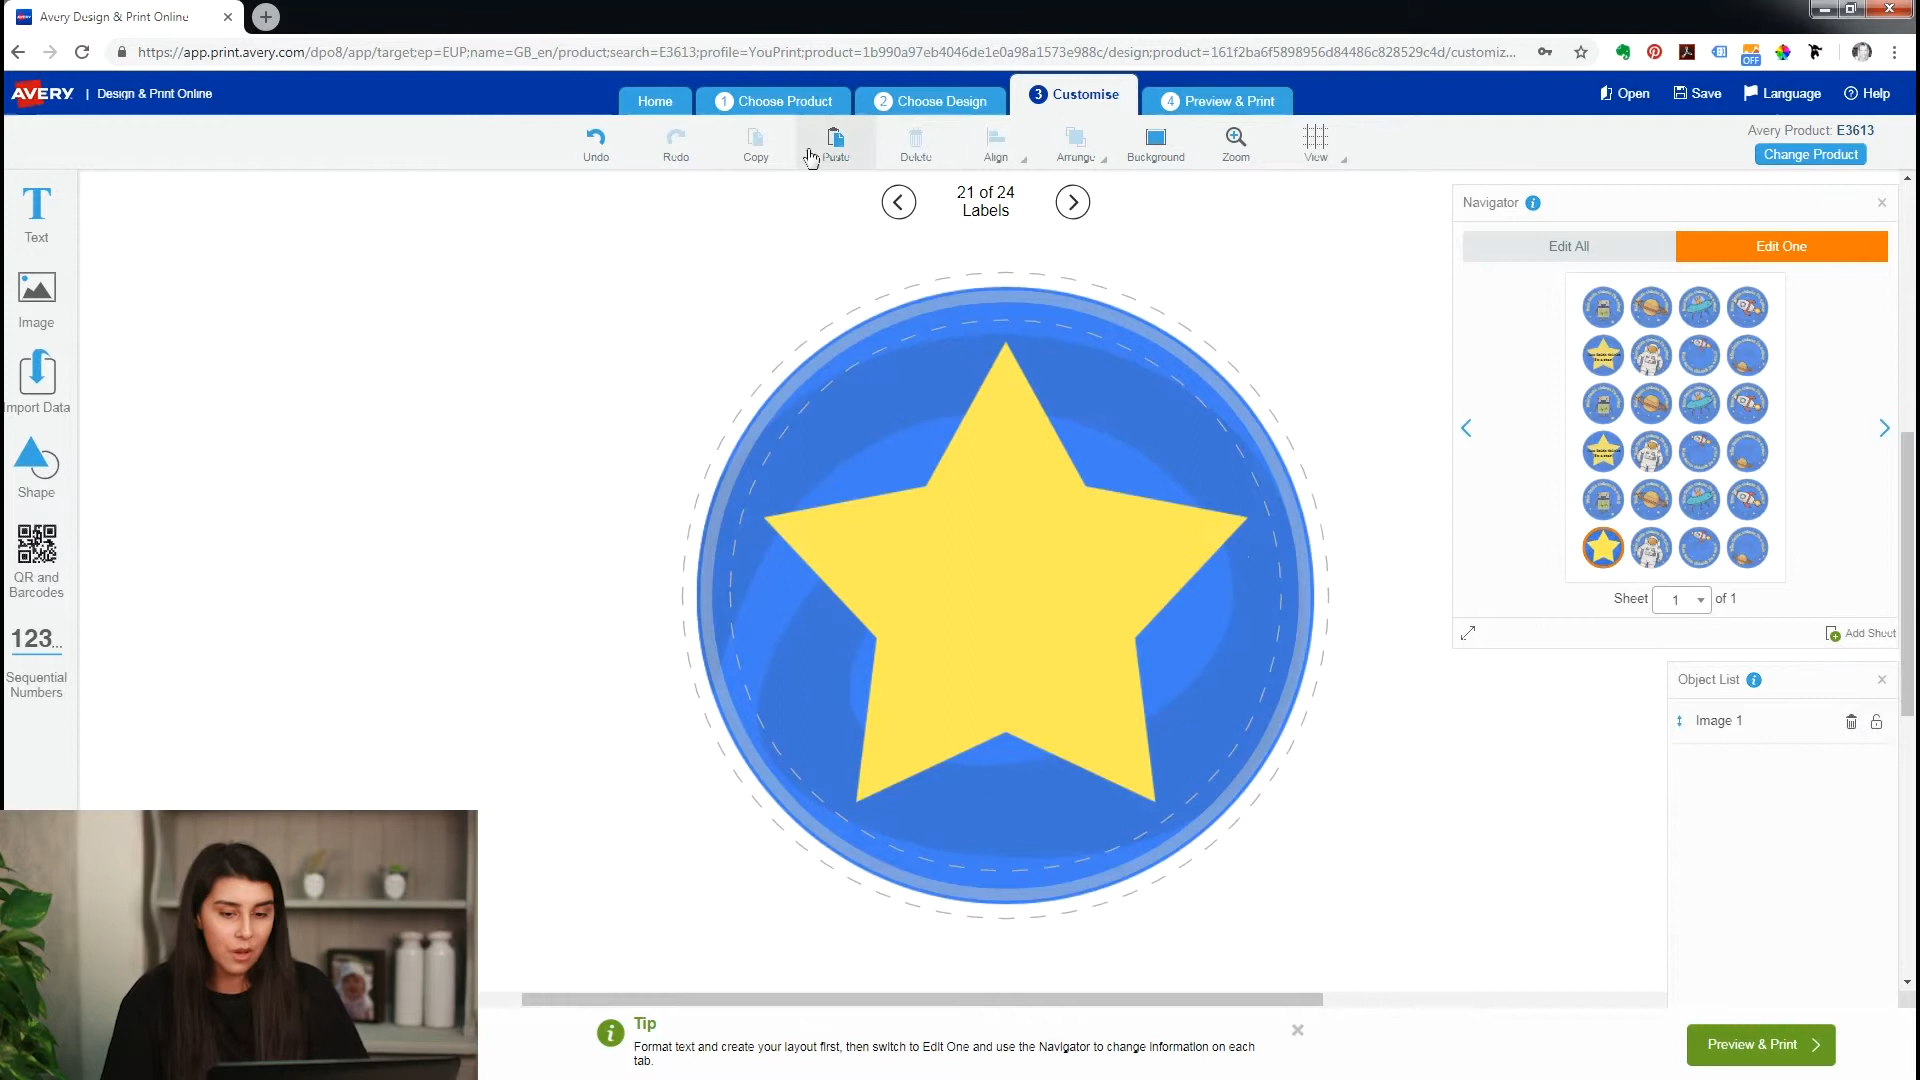 Avery Design & Print Online
https://app.print.avery.com/dpo8/app/target;ep=EUP;name=GB_en/product;search=E3613;profile=YouPrint;product=1b990a97eb4046de1e0a98a1573e988c/design;product=161f2ba6f5898956d84486c828529c4d/customiz...
OFF
AVERY | Design & Print Online
Home
1 Choose Product
2 Choose Design
3 Customise
4 Preview & Print
Open
Save
Language
Help
Undo
Redo
Copy
Paste
Delete
Align
Arrange
Background
Zoom
View
Avery Product: E3613
Change Product
Text
Image
Import Data
Shape
QR and
Barcodes
123...
Sequential
Numbers
21 of 24
Labels
Navigator
Edit All
Edit One
Sheet 1 of 1
Add Sheet
Object List
Image 1
Tip
Format text and create your layout first, then switch to Edit One and use the Navigator to change information on each
tab.
Preview & Print